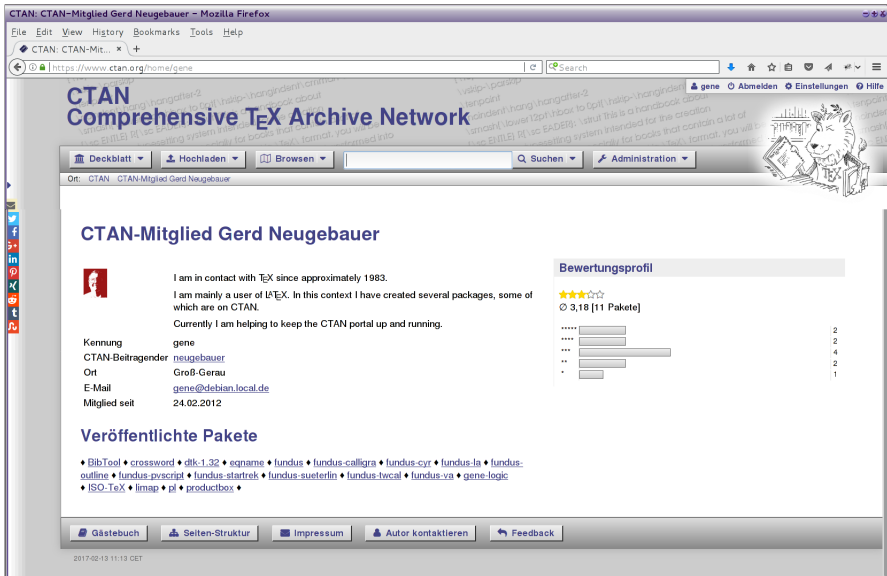 CTAN: CTAN-Mitglied Gerd Neugebauer - Mozilla Firefox
File Edit View History Bookmarks Tools Help
CTAN: CTAN-Mit... × +
https://www.ctan.org/home/gene
Search
gene Abmelden Einstellungen Hilfe
CTAN
Comprehensive TEX Archive Network
Deckblatt Hochladen Browsen Suchen Administration
TEX
Ort: CTAN CTAN-Mitglied Gerd Neugebauer
CTAN-Mitglied Gerd Neugebauer
I am in contact with TEX since approximately 1983.
I am mainly a user of LATEX. In this context I have created several packages, some of
which are on CTAN.
Currently I am helping to keep the CTAN portal up and running.
Kennung gene
CTAN-Beitragender neugebauer
Ort Groß-Gerau
E-Mail gene@debian.local.de
Mitglied seit 24.02.2012
Bewertungsprofil
∅ 3,18 [11 Pakete]
***** 2
**** 2
*** 4
** 2
* 1
Veröffentlichte Pakete
♦ BibTool ♦ crossword ♦ dtk-1.32 ♦ eqname ♦ fundus ♦ fundus-calligra ♦ fundus-cyr ♦ fundus-la ♦ fundus-
outline ♦ fundus-pvscript ♦ fundus-startrek ♦ fundus-sueterlin ♦ fundus-twcal ♦ fundus-va ♦ gene-logic
♦ ISO-TeX ♦ limap ♦ pl ♦ productbox ♦
Gästebuch Seiten-Struktur Impressum Autor kontaktieren Feedback
2017-02-13 11:13 CET